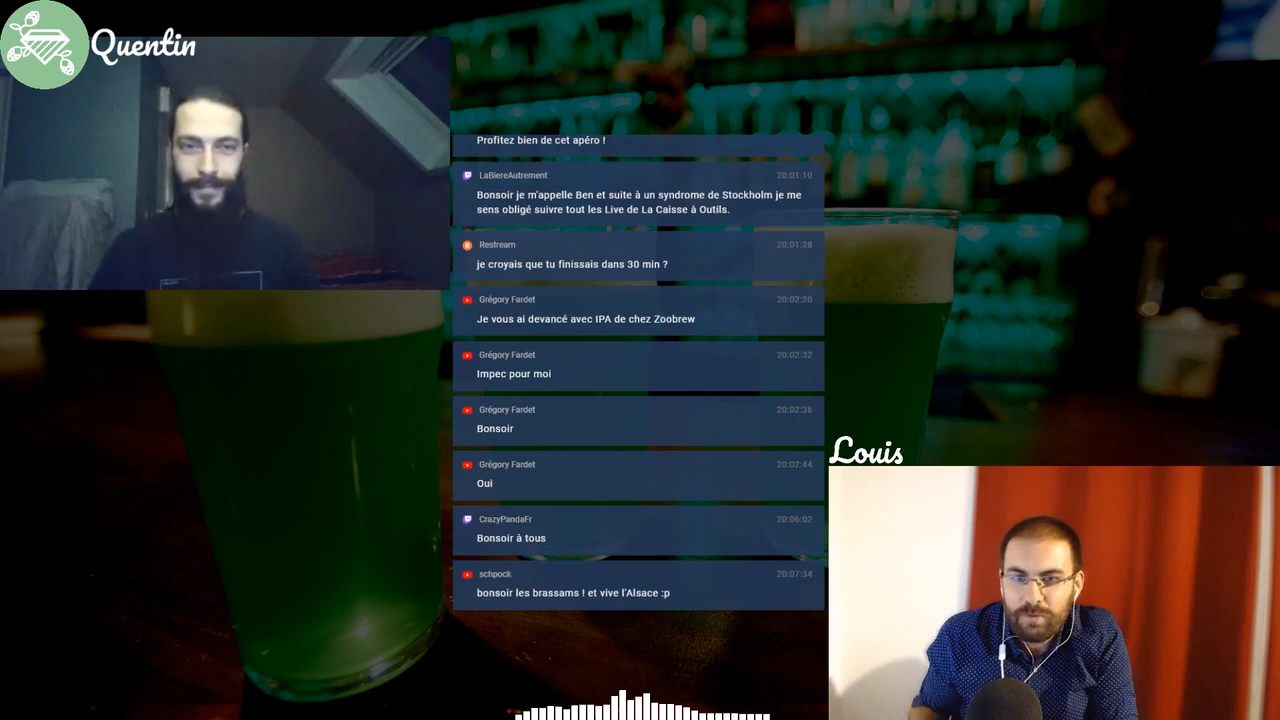 Quentin
Profitez bien de cet apéro !
LaBiereAutrement 20:01:10
Bonsoir je m'appelle Ben et suite à un syndrome de Stockholm je me
sens obligé suivre tout les Live de La Caisse à Outils.
Restream 20:01:28
je croyais que tu finissais dans 30 min ?
Grégory Fardet 20:02:20
Je vous ai devancé avec IPA de chez Zoobrew
Grégory Fardet 20:02:32
Impec pour moi
Grégory Fardet 20:02:36
Bonsoir
Grégory Fardet 20:02:44
Oui
CrazyPandaFr 20:06:02
Bonsoir à tous
schpock 20:07:34
bonsoir les brassams ! et vive l'Alsace :p
Louis